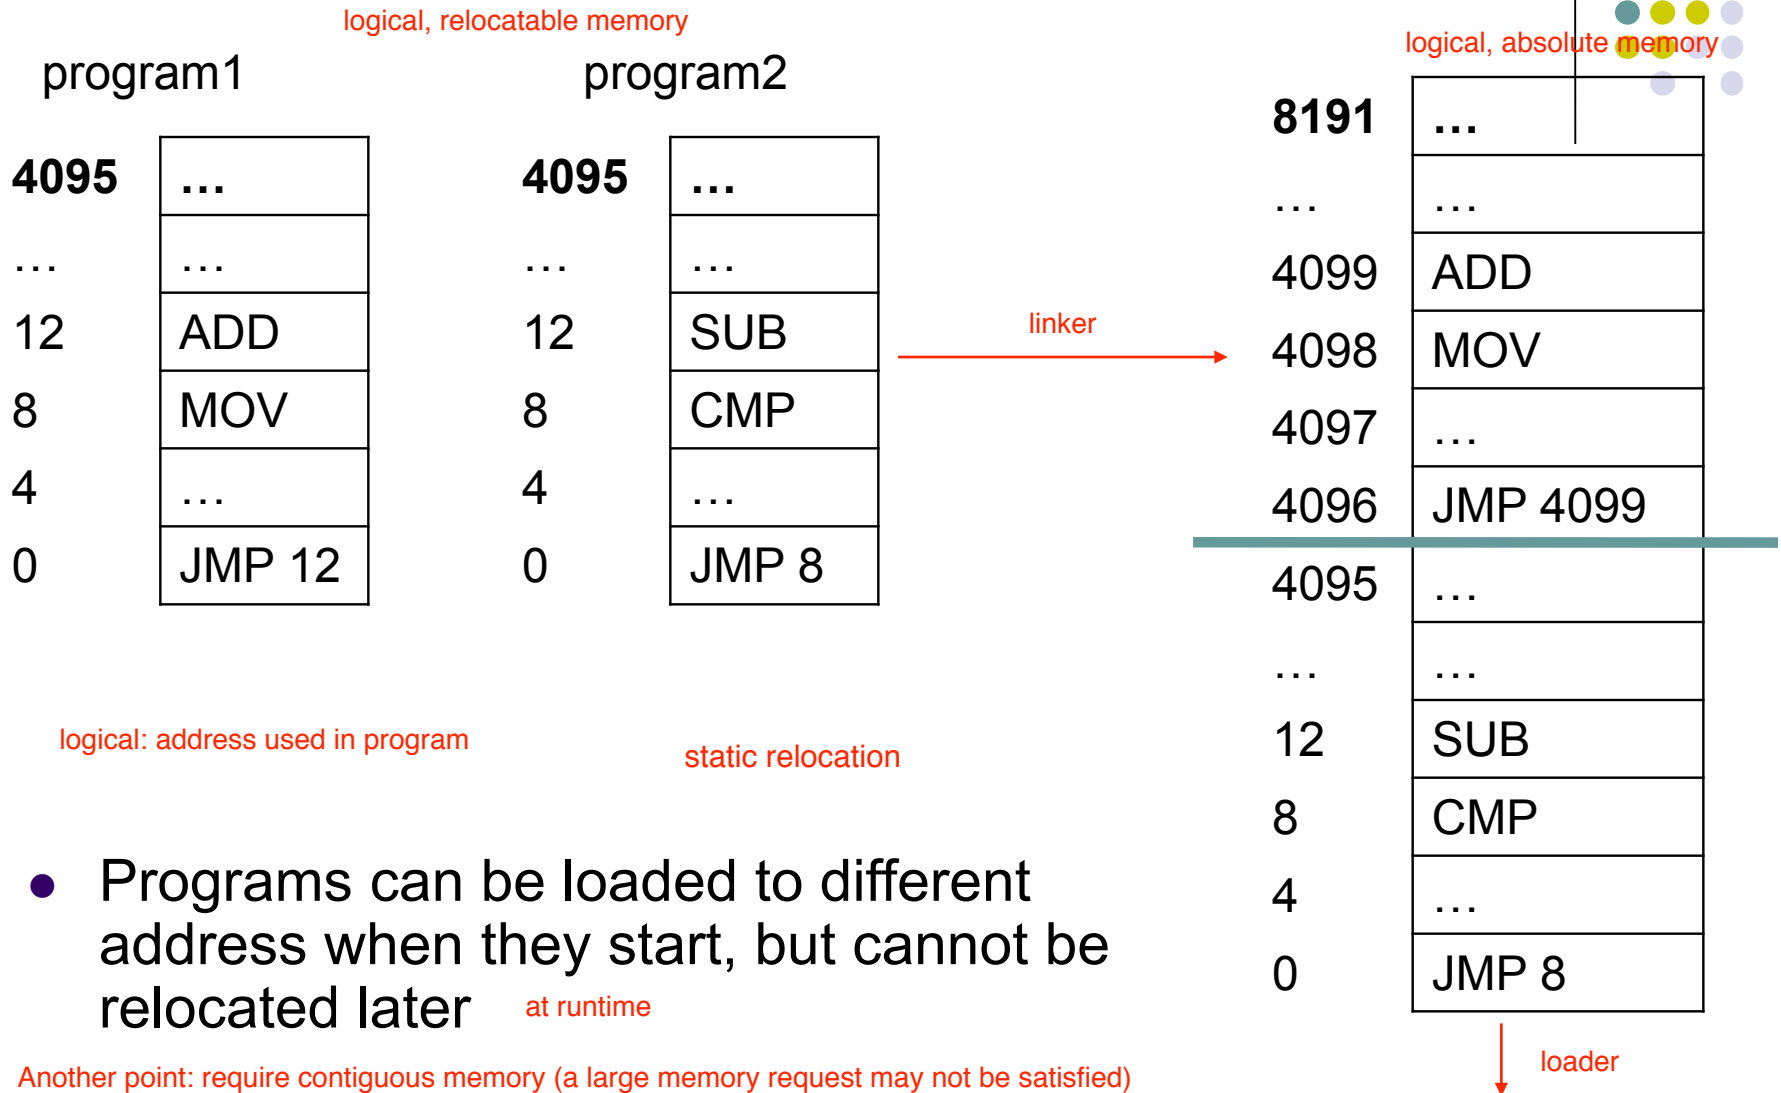 logical, relocatable memory
logical, absolute memory
program1
program2
4095 …
… …
12 ADD
8 MOV
4 …
0 JMP 12
4095 …
… …
12 SUB
8 CMP
4 …
0 JMP 8
linker
8191 …
… …
4099 ADD
4098 MOV
4097 …
4096 JMP 4099
4095 …
… …
12 SUB
8 CMP
4 …
0 JMP 8
logical: address used in program
static relocation
Programs can be loaded to different
address when they start, but cannot be
relocated later at runtime
Another point: require contiguous memory (a large memory request may not be satisfied)
loader